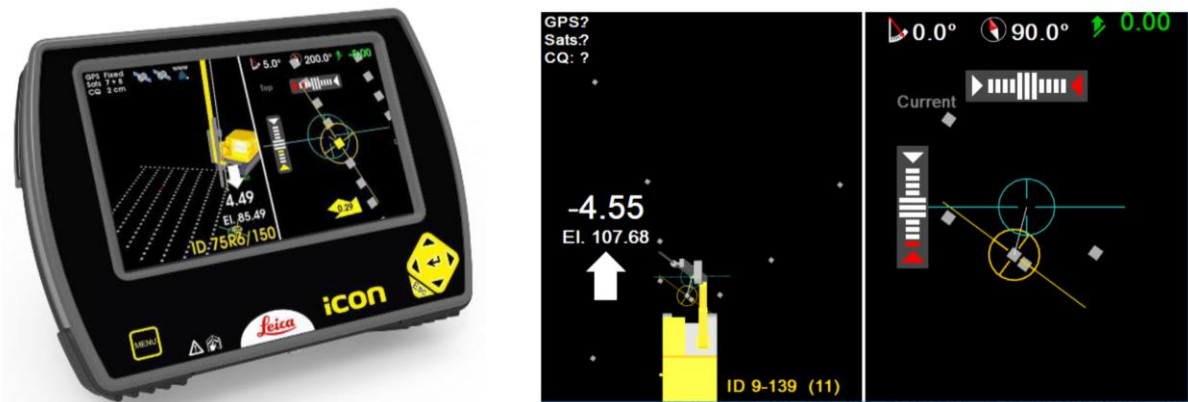 GPS Fixed
Sats 7 + 8
CQ 2 cm
5.0°
200.0°
Top
4.49
El. 85.49
ID-75R6/150
0.29
MENU
Leica
icon
ESC
GPS?
Sats:?
CQ: ?
-4.55
El. 107.68
ID 9-139 (11)
0.0°
90.0°
0.00
Current